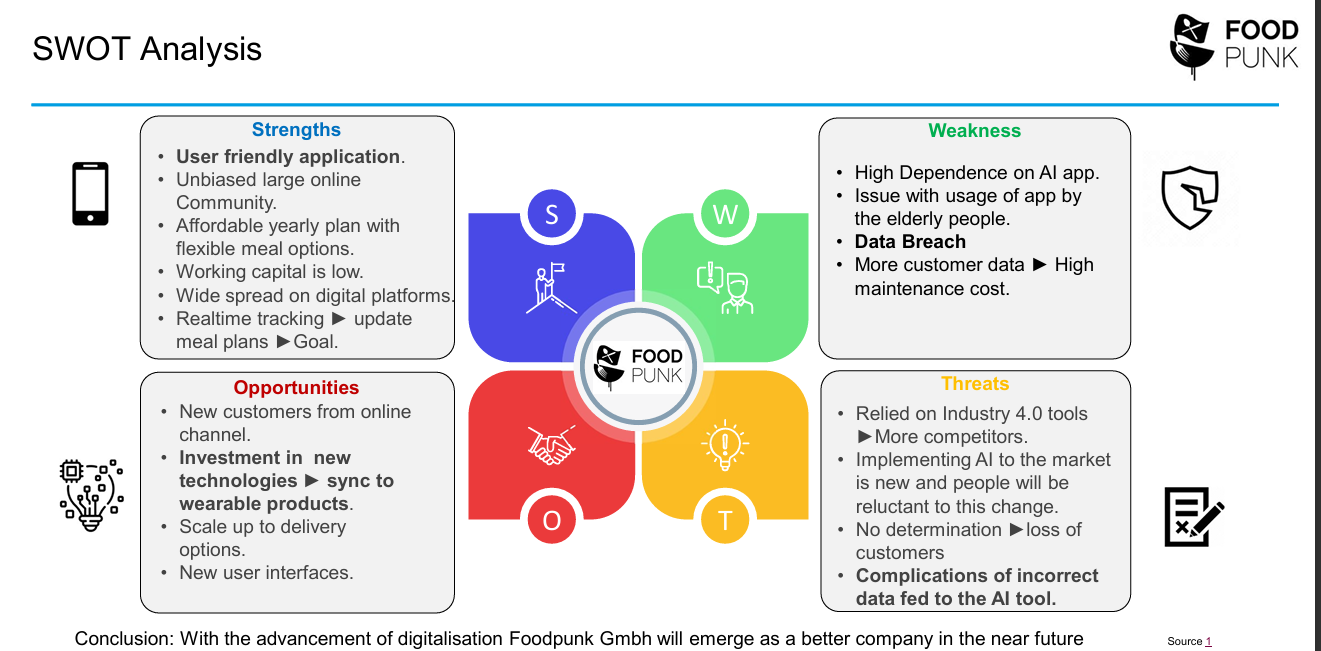 SWOT Analysis
FOOD
PUNK
Strengths
• User friendly application.
• Unbiased large online
Community.
• Affordable yearly plan with
flexible meal options.
• Working capital is low.
• Wide spread on digital platforms.
• Realtime tracking ► update
meal plans ►Goal.
S
W
Weakness
• High Dependence on AI app.
• Issue with usage of app by
the elderly people.
• Data Breach
• More customer data ► High
maintenance cost.
FOOD
PUNK
Opportunities
• New customers from online
channel.
• Investment in  new
technologies ► sync to
wearable products.
• Scale up to delivery
options.
• New user interfaces.
O
T
Threats
• Relied on Industry 4.0 tools
►More competitors.
• Implementing AI to the market
is new and people will be
reluctant to this change.
• No determination ►loss of
customers
• Complications of incorrect
data fed to the AI tool.
Conclusion: With the advancement of digitalisation Foodpunk Gmbh will emerge as a better company in the near future
Source 1